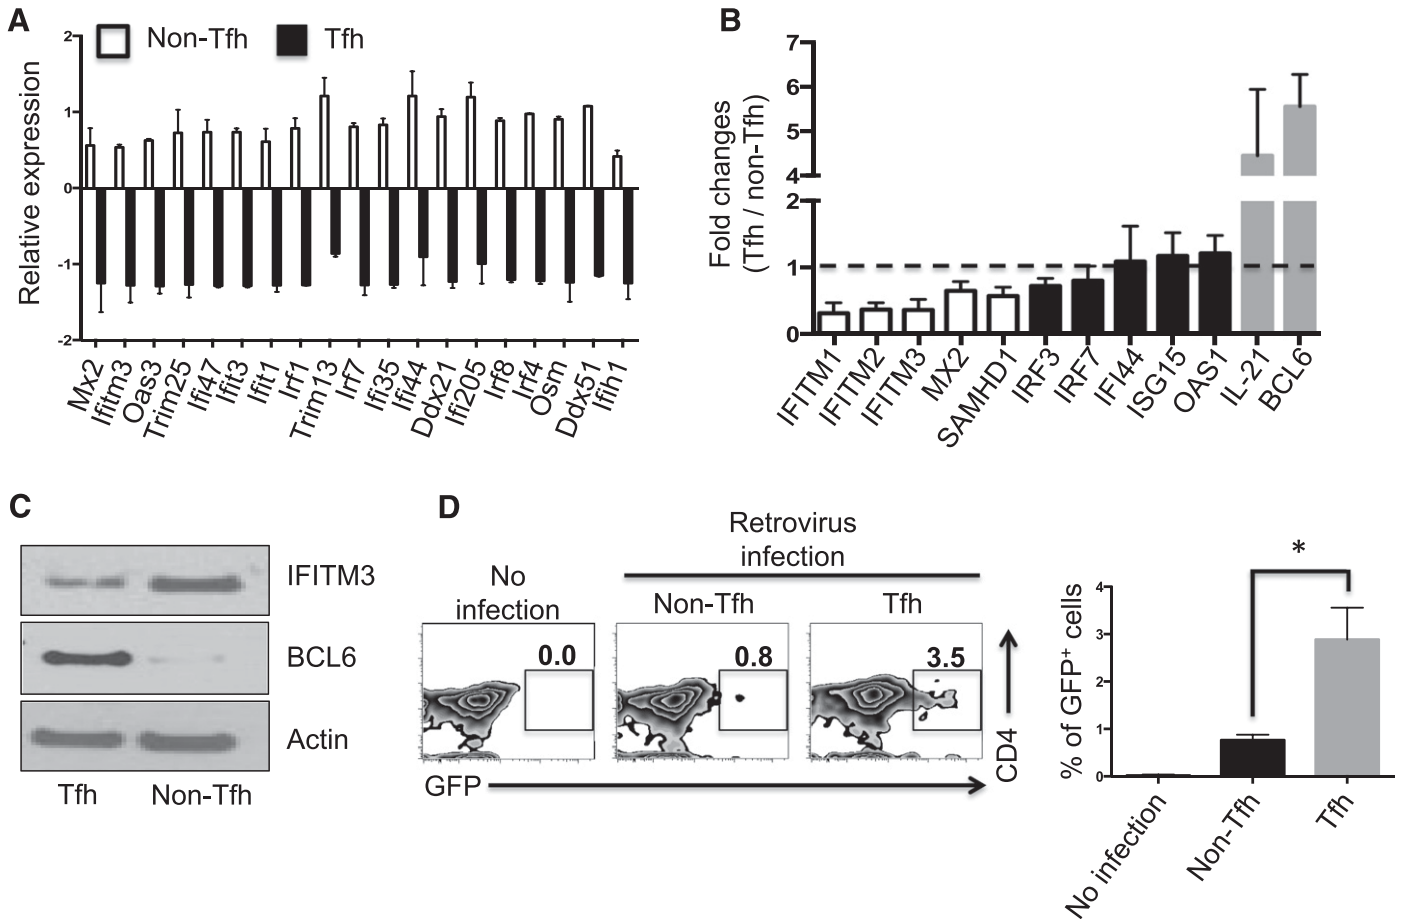 A
Non-Tfh
Tfh
Relative expression
2
1
0
-1
-2
Mx2
Ifitm3
Oas3
Trim25
Ifi47
Ifit3
Ifit1
Irf1
Trim13
Irf7
Ifi35
Ifi44
Ddx21
Ifi205
Irf8
Irf4
Osm
Ddx51
Ifih1
B
Fold changes
(Tfh / non-Tfh)
7
6
5
4
2
1
0
IFITM1
IFITM2
IFITM3
MX2
SAMHD1
IRF3
IRF7
IFI44
ISG15
OAS1
IL-21
BCL6
C
IFITM3
BCL6
Actin
Tfh
Non-Tfh
D
Retrovirus
infection
No
infection
Non-Tfh
Tfh
0.0
0.8
3.5
GFP
CD4
% of GFP+ cells
4
3
2
1
0
*
No infection
Non-Tfh
Tfh